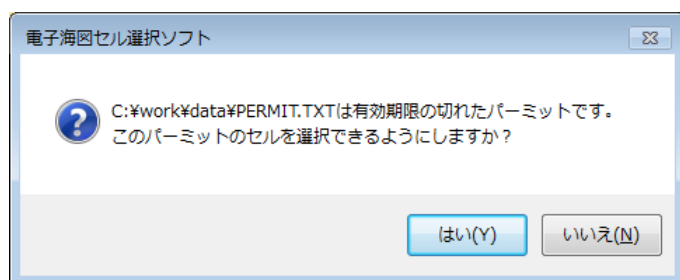 電子海図セル選択ソフト
C:¥work¥data¥PERMIT.TXTは有効期限の切れたパーミットです。
このパーミットのセルを選択できるようにしますか？
はい(Y)
いいえ(N)